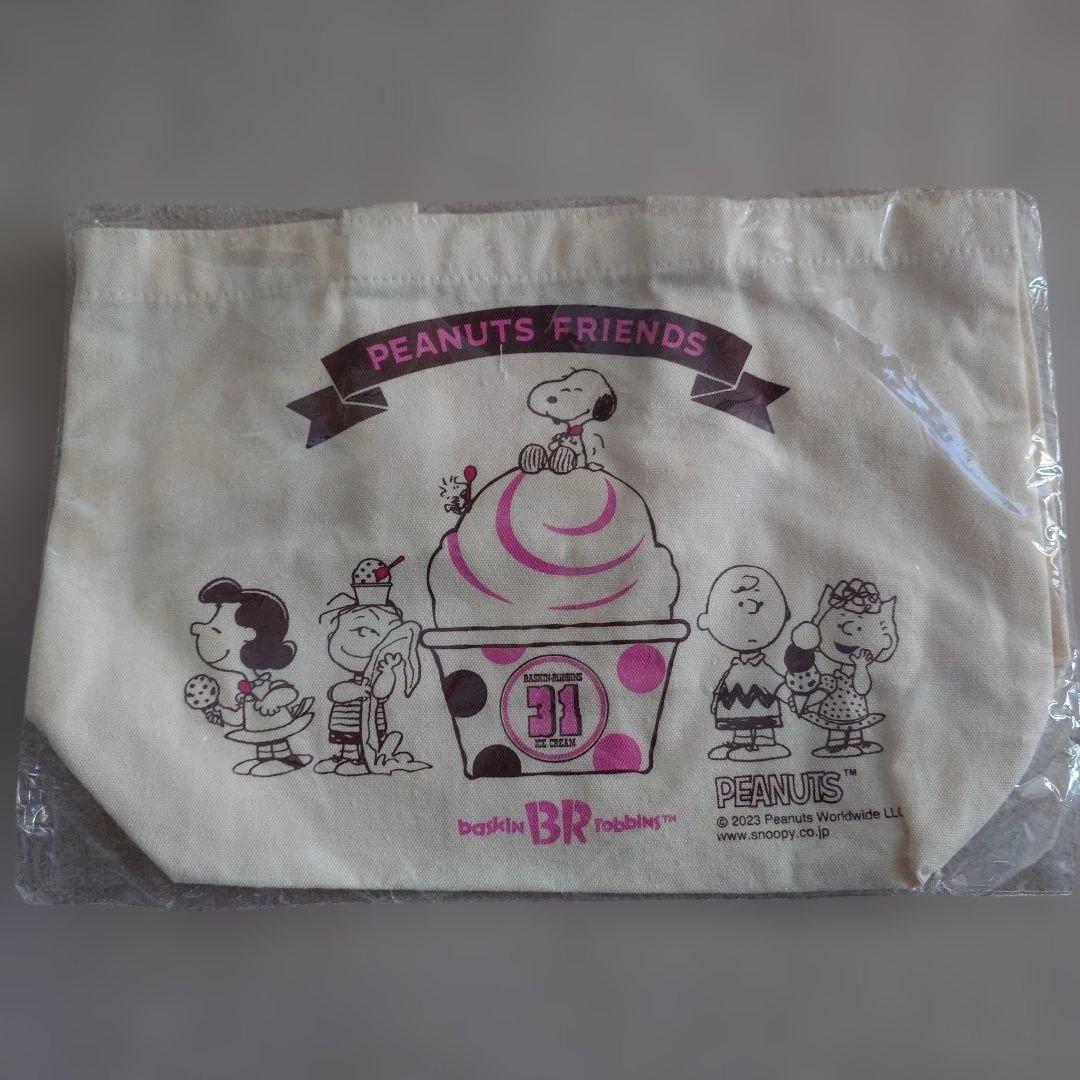 PEANUTS FRIENDS
BASKIN-ROBBINS
31
ICE CREAM
baskin BR robbins™
PEANUTS™
© 2023 Peanuts Worldwide LLC
www.snoopy.co.jp